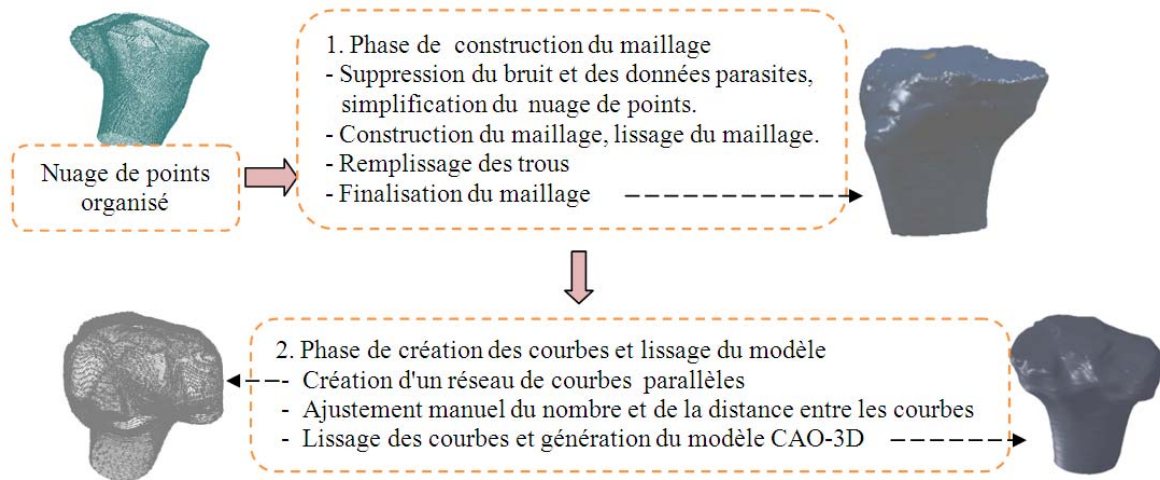 Nuage de points
organisé
1. Phase de construction du maillage
- Suppression du bruit et des données parasites,
simplification du nuage de points.
- Construction du maillage, lissage du maillage.
- Remplissage des trous
- Finalisation du maillage
2. Phase de création des courbes et lissage du modèle
- Création d'un réseau de courbes parallèles
- Ajustement manuel du nombre et de la distance entre les courbes
- Lissage des courbes et génération du modèle CAO-3D